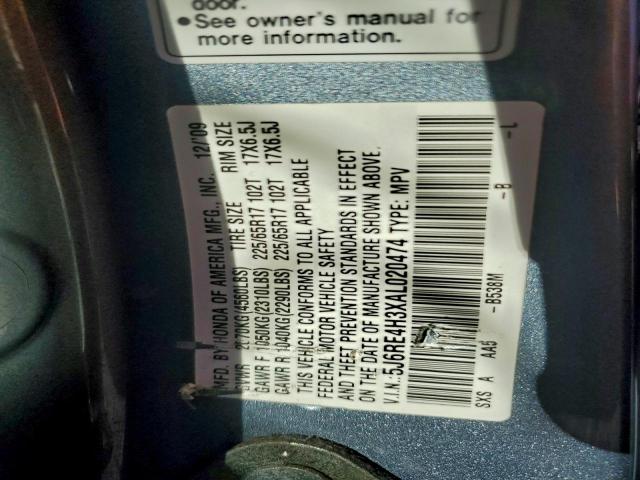 door.
●See owner's manual for
more information.
MFD. BY HONDA OF AMERICA MFG., INC. 12/'09
GVWR 2070KG(4560LBS) TIRE SIZE RIM SIZE
GAWR F 1050KG(2310LBS) 225/65R17 102T 17X6.5J
GAWR R 1040KG(2290LBS) 225/65R17 102T 17X6.5J
THIS VEHICLE CONFORMS TO ALL APPLICABLE
FEDERAL MOTOR VEHICLE SAFETY
AND THEFT PREVENTION STANDARDS IN EFFECT
ON THE DATE OF MANUFACTURE SHOWN ABOVE.
V.I.N.:5J6RE4H3XAL020474 TYPE: MPV
SXS A AA5 -B538M -B -1-